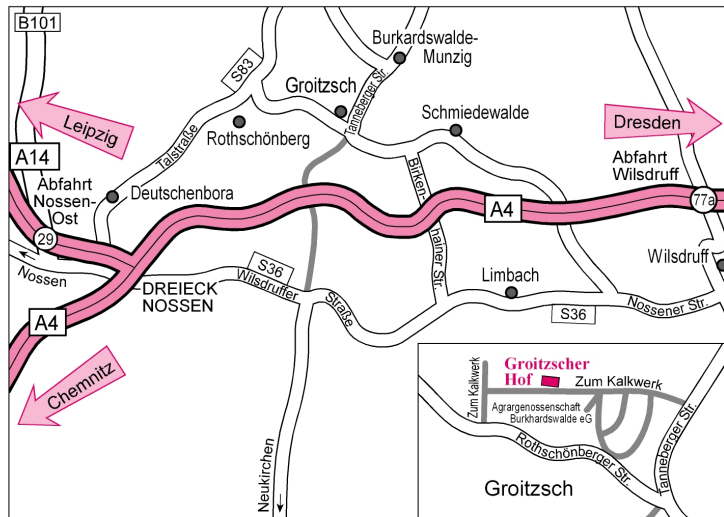 B101
Burkardswalde-
Munzig
S83
Groitzsch
Tanneberger Str.
Schmiedewalde
Leipzig
Dresden
Talstraße
Rothschönberg
A14
Abfahrt
Nossen-
Ost
Deutschenbora
Birken-
hainer Str.
Abfahrt
Wilsdruff
A4
77a
29
Nossen
DREIECK
NOSSEN
S36
Wilsdruffer
Straße
Limbach
Wilsdruff
S36
Nossener Str.
A4
Chemnitz
Neukirchen
Groitzscher
Hof
Zum Kalkwerk
Zum Kalkwerk
Agrargenossenschaft
Burkhardswalde eG
Rothschönberger Str.
Tanneberger Str.
Groitzsch